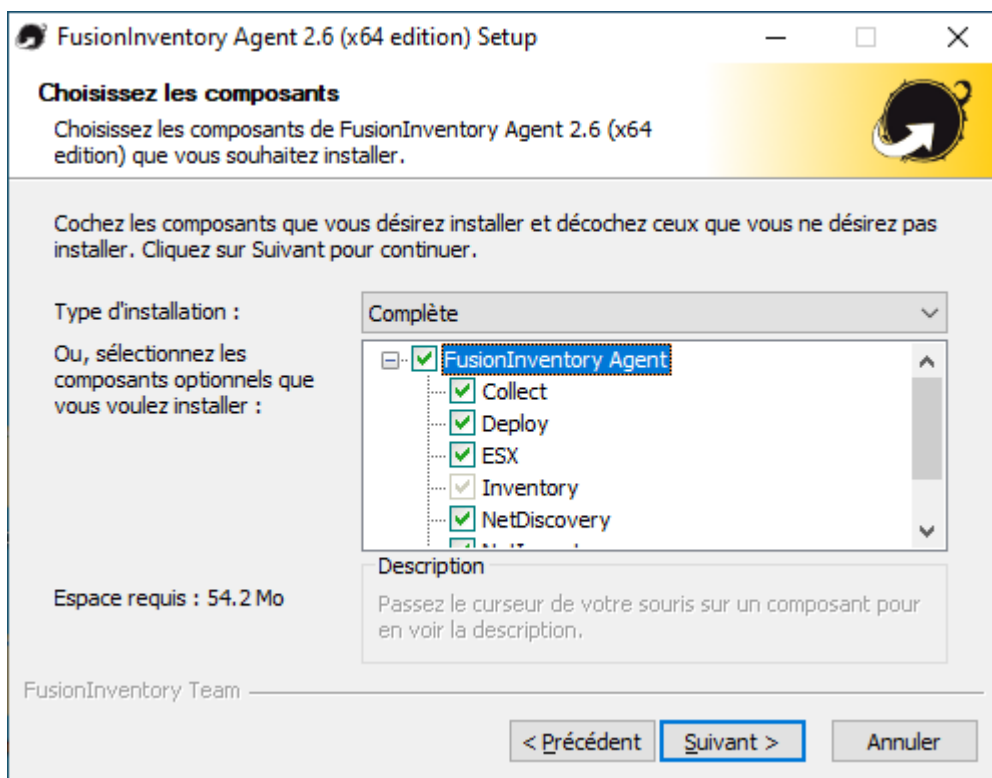 FusionInventory Agent 2.6 (x64 edition) Setup
Choisissez les composants
Choisissez les composants de FusionInventory Agent 2.6 (x64
edition) que vous souhaitez installer.
Cochez les composants que vous désirez installer et décochez ceux que vous ne désirez pas
installer. Cliquez sur Suivant pour continuer.
Type d'installation :
Complète
Ou, sélectionnez les
composants optionnels que
vous voulez installer :
FusionInventory Agent
Collect
Deploy
ESX
Inventory
NetDiscovery
Espace requis : 54.2 Mo
Description
Passez le curseur de votre souris sur un composant pour
en voir la description.
FusionInventory Team
< Précédent
Suivant >
Annuler